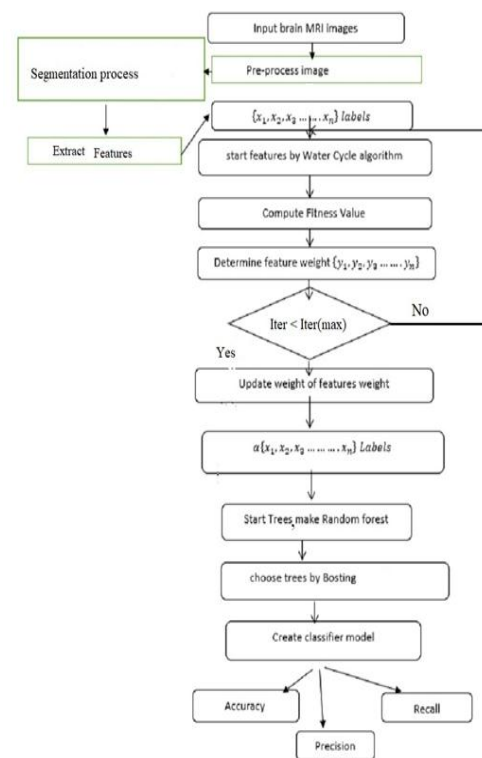 Input brain MRI images
Pre-process image
Segmentation process
Extract Features
{x₁, x₂, x₃ ...... . xₙ} labels
start features by Water Cycle algorithm
Compute Fitness Value
Determine feature weight {y₁, y₂, y₃ ...... . yₙ}
Iter < Iter(max)
No
Yes
Update weight of features weight
α{x₁, x₂, x₃ ... ... ... . xₙ} Labels
Start Trees,make Random forest
choose trees by Bosting
Create classifier model
Accuracy
Recall
Precision